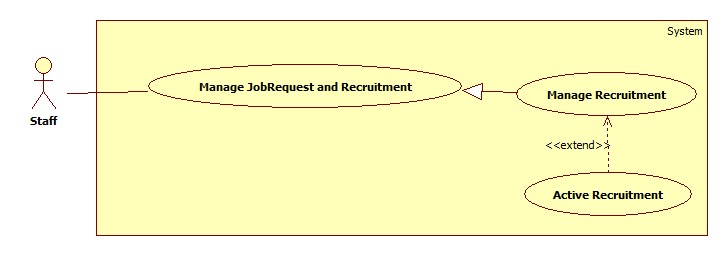 System
Manage JobRequest and Recruitment
Manage Recruitment
Staff
<<extend>>
Active Recruitment